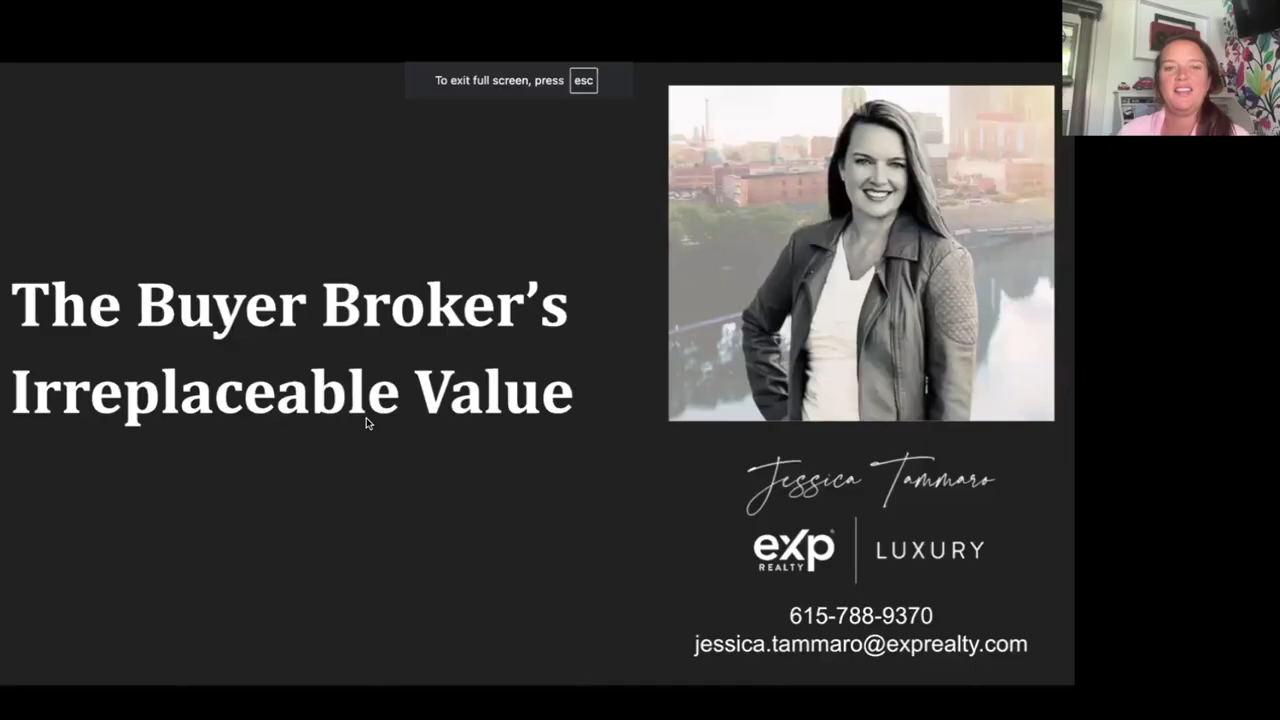 To exit full screen, press esc
The Buyer Broker’s
Irreplaceable Value
Jessica Tammaro
exp
REALTY
LUXURY
615-788-9370
jessica.tammaro@exprealty.com